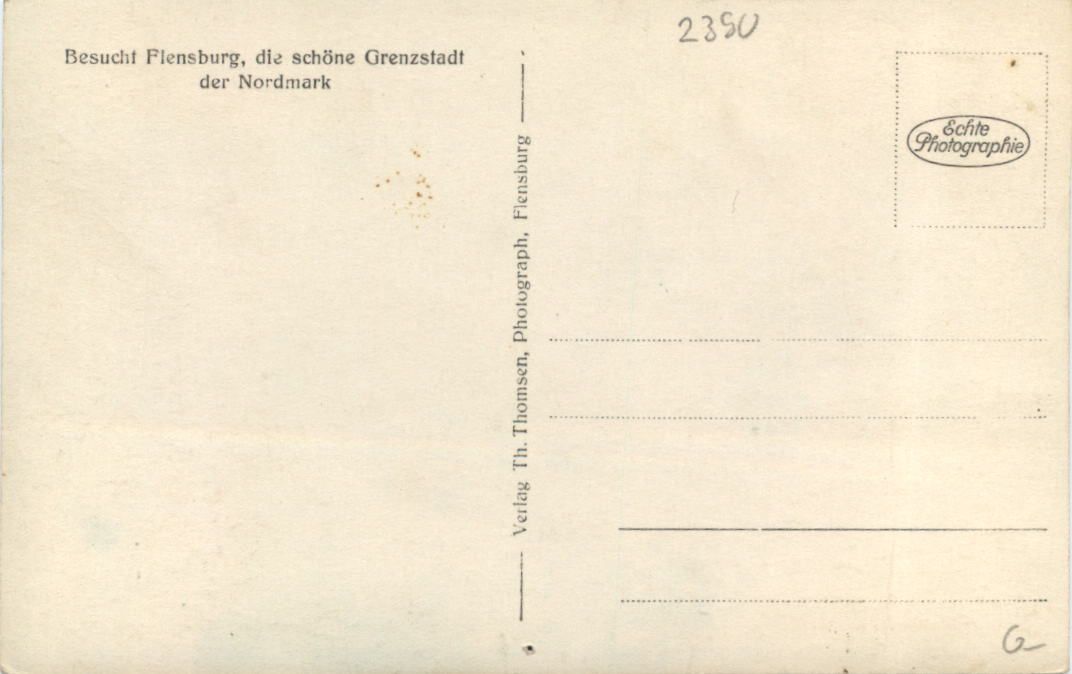 Besucht Flensburg, die schöne Grenzstadt
der Nordmark
Verlag Th. Thomsen, Photograph, Flensburg
2350
Echte
Photographie